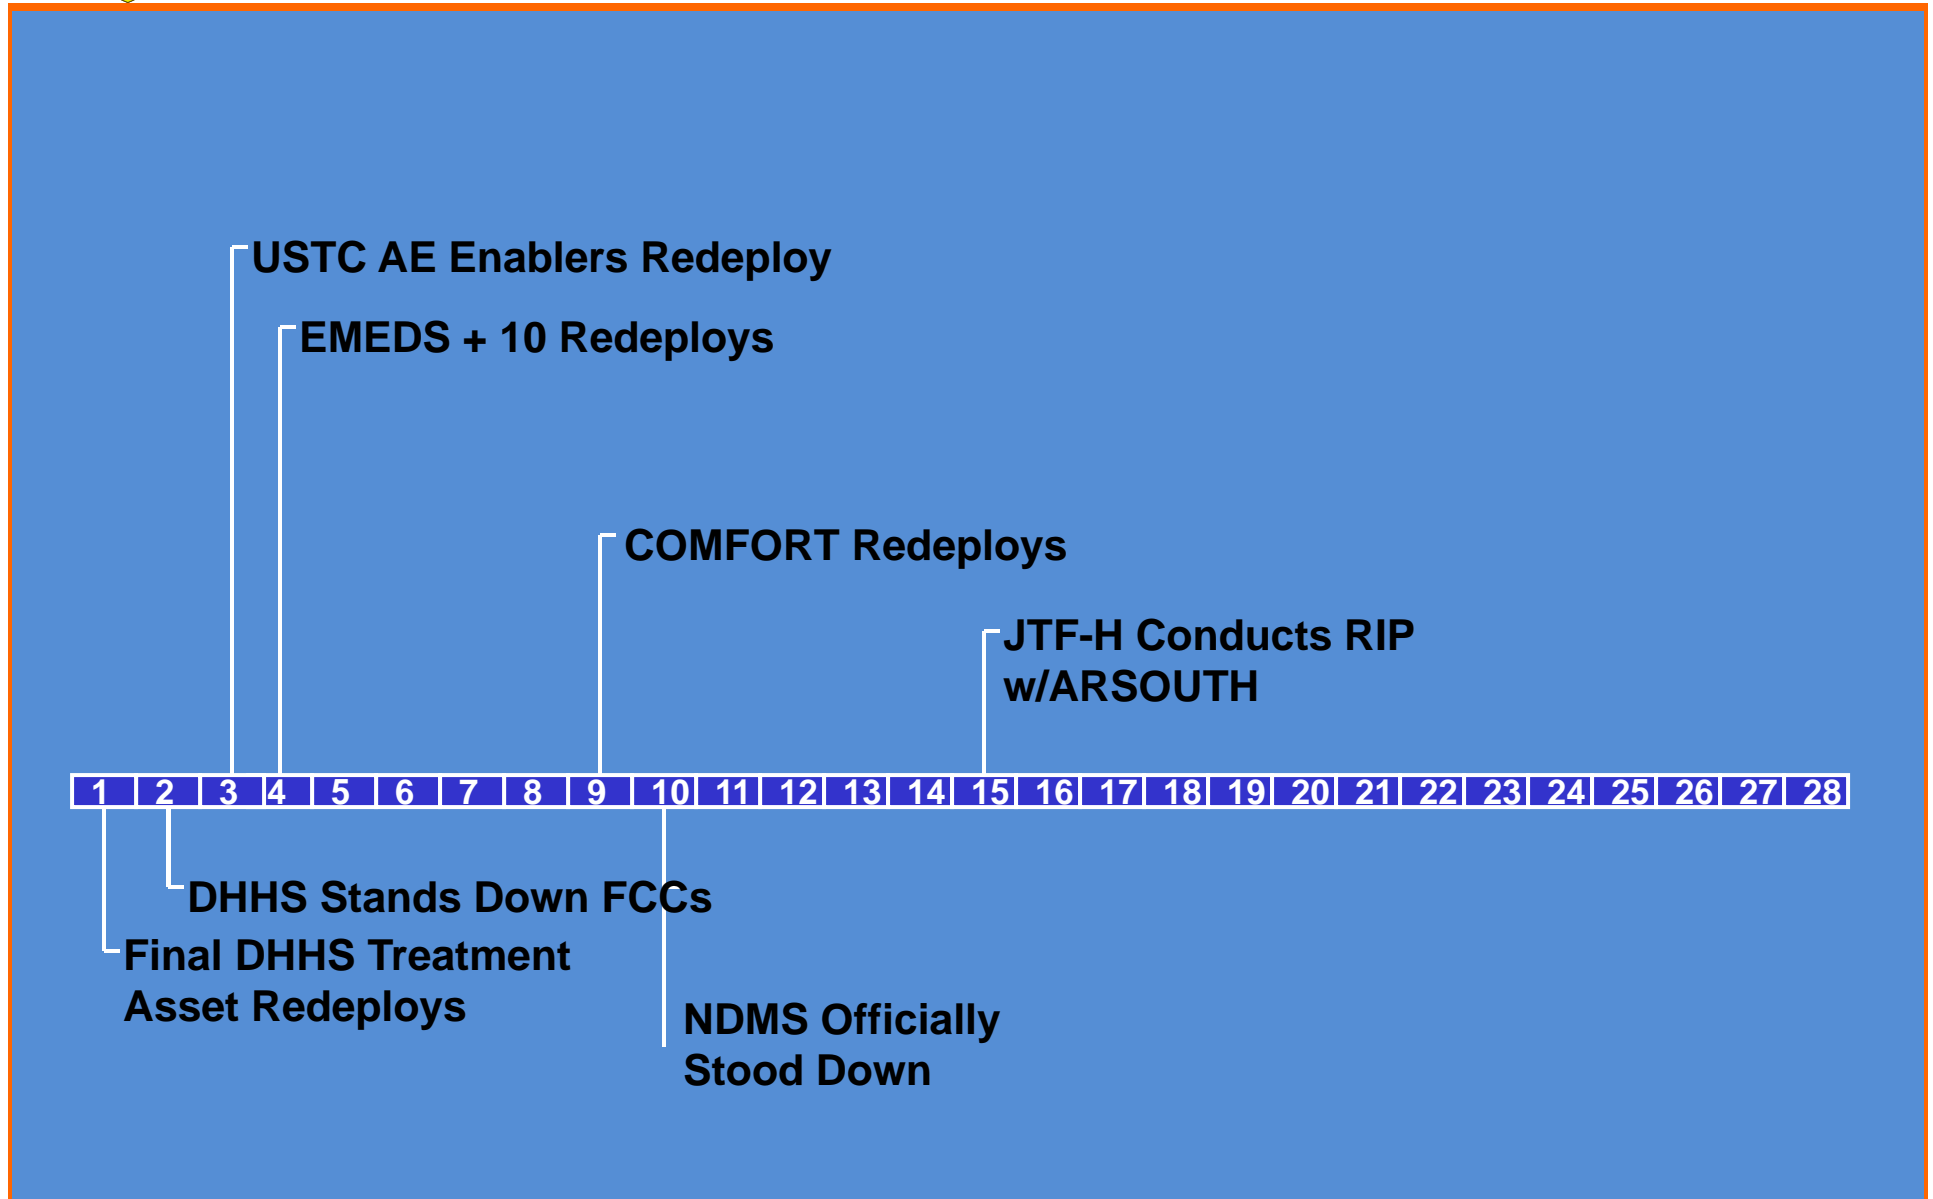 USTC AE Enablers Redeploy
EMEDS + 10 Redeploys
COMFORT Redeploys
JTF-H Conducts RIP
w/ARSOUTH
1 2 3 4 5 6 7 8 9 10 11 12 13 14 15 16 17 18 19 20 21 22 23 24 25 26 27 28
DHHS Stands Down FCCs
Final DHHS Treatment
Asset Redeploys
NDMS Officially
Stood Down